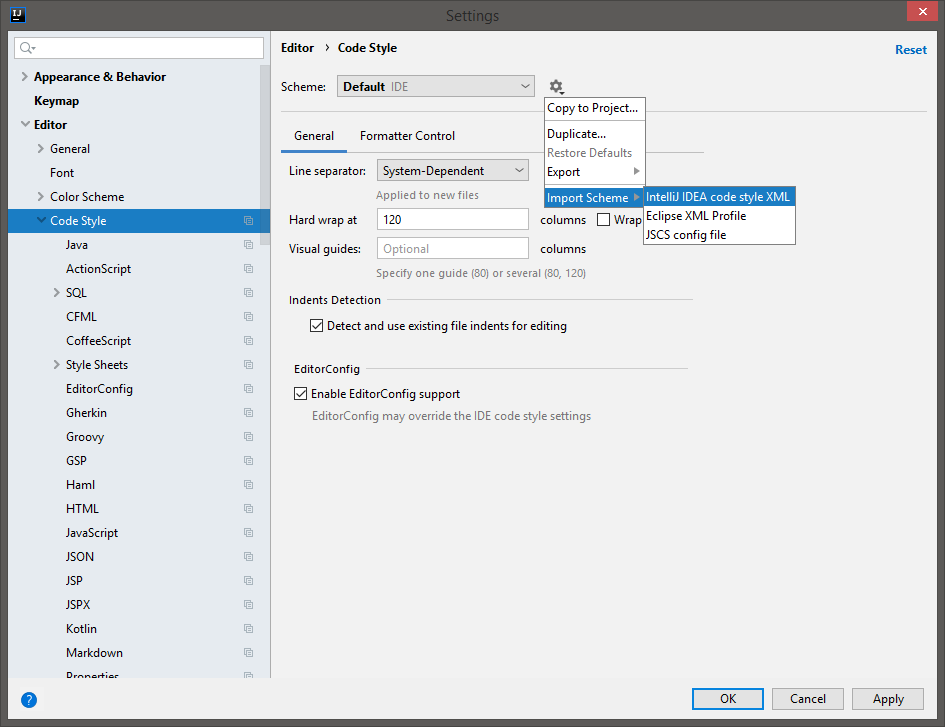 IJ
Settings
Appearance & Behavior
Keymap
Editor
General
Font
Color Scheme
Code Style
Java
ActionScript
SQL
CFML
CoffeeScript
Style Sheets
EditorConfig
Gherkin
Groovy
GSP
Haml
HTML
JavaScript
JSON
JSP
JSPX
Kotlin
Markdown
Properties
Editor › Code Style
Reset
Scheme: Default IDE
Copy to Project...
Duplicate...
Restore Defaults
Export
Import Scheme
IntelliJ IDEA code style XML
Eclipse XML Profile
JSCS config file
General Formatter Control
Line separator: System-Dependent
Applied to new files
Hard wrap at 120 columns Wrap
Visual guides: Optional columns
Specify one guide (80) or several (80, 120)
Indents Detection
Detect and use existing file indents for editing
EditorConfig
Enable EditorConfig support
EditorConfig may override the IDE code style settings
?
OK Cancel Apply